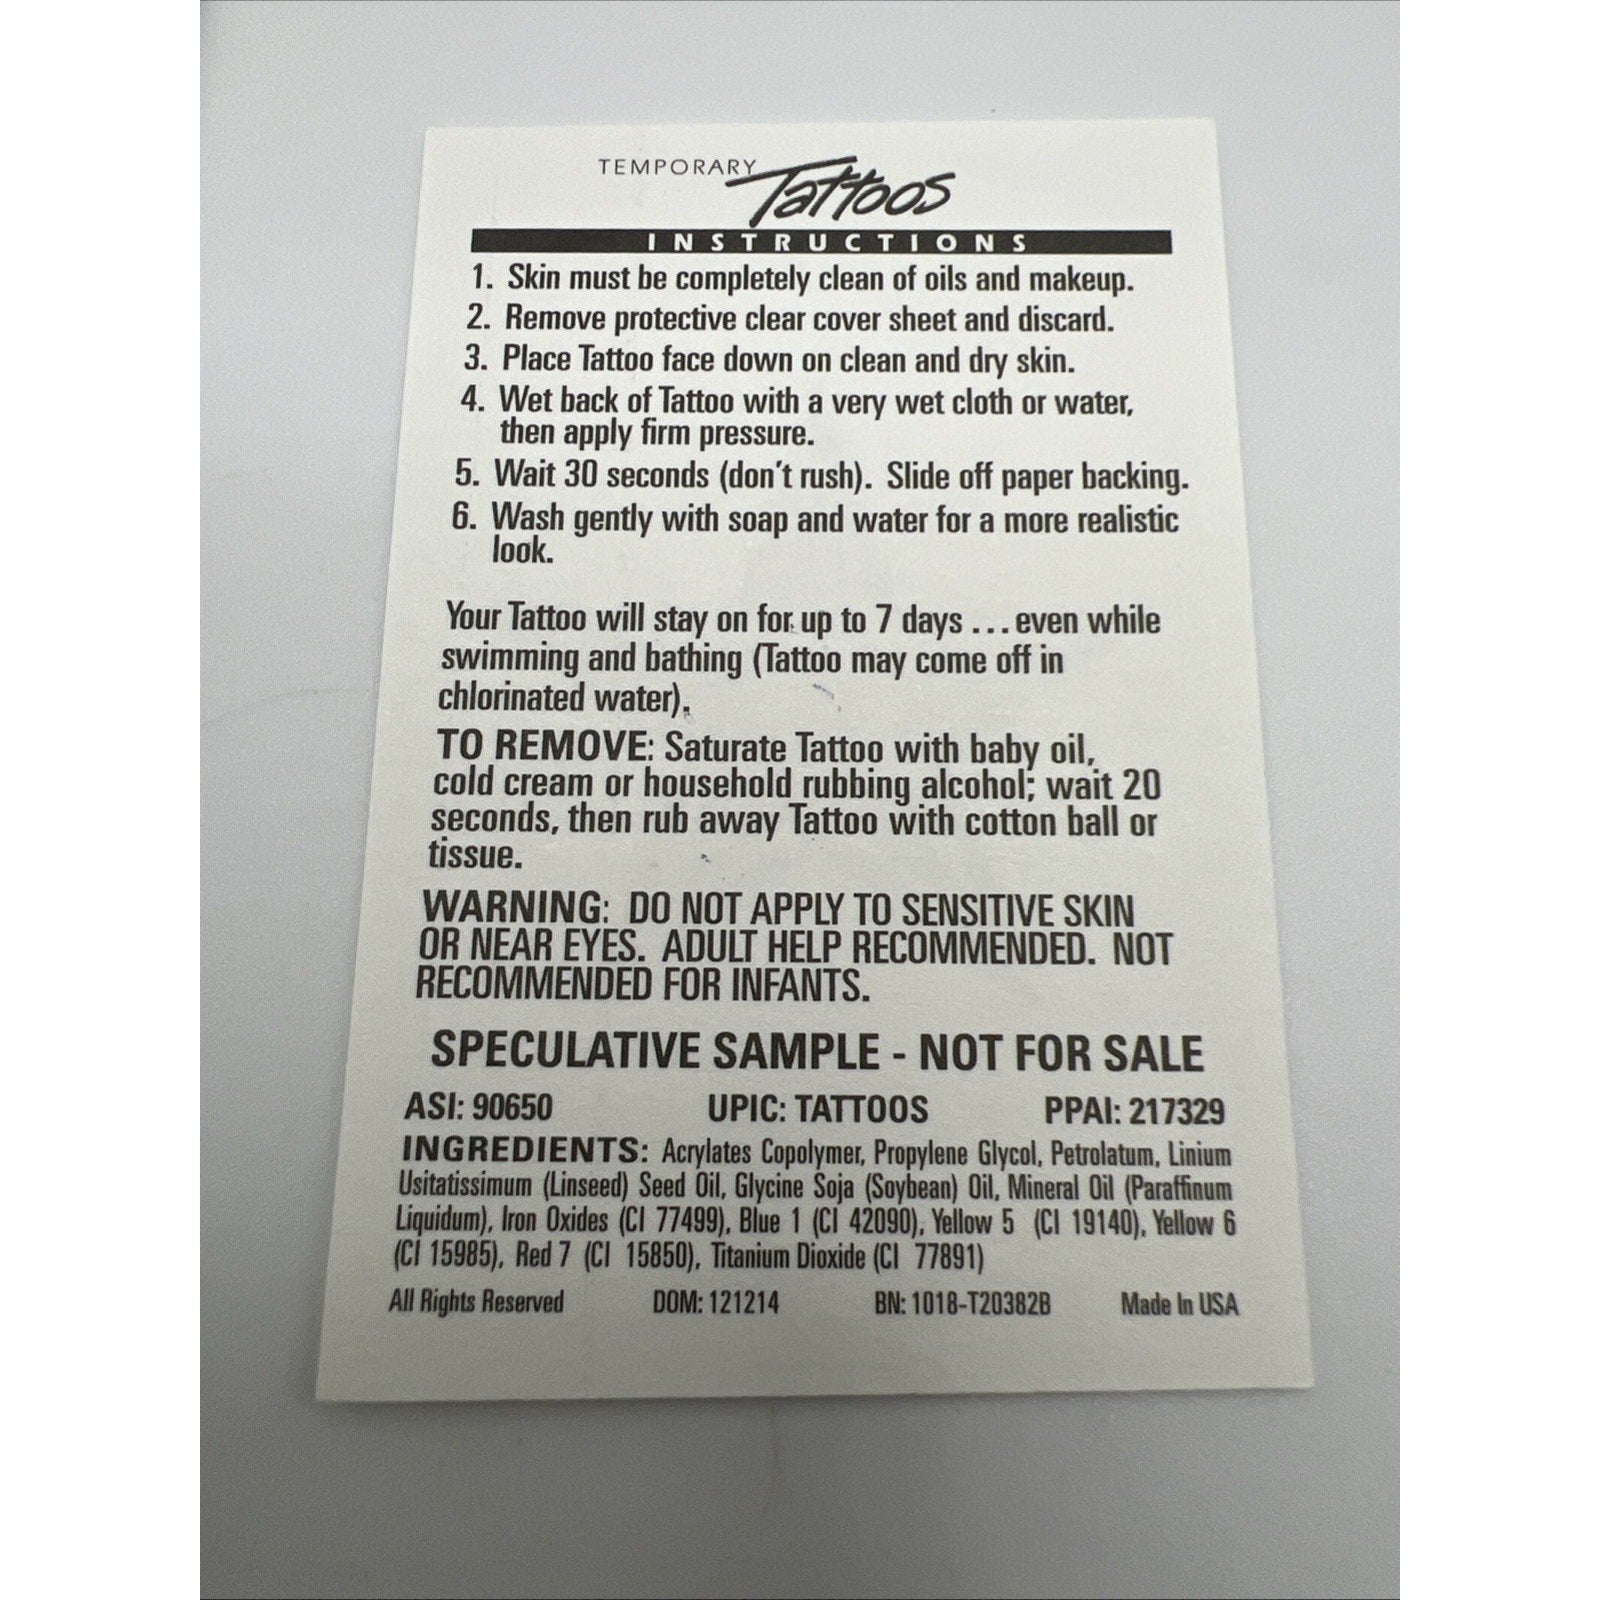 TEMPORARY Tattoos
INSTRUCTIONS
1. Skin must be completely clean of oils and makeup.
2. Remove protective clear cover sheet and discard.
3. Place Tattoo face down on clean and dry skin.
4. Wet back of Tattoo with a very wet cloth or water,
then apply firm pressure.
5. Wait 30 seconds (don't rush). Slide off paper backing.
6. Wash gently with soap and water for a more realistic
look.
Your Tattoo will stay on for up to 7 days ... even while
swimming and bathing (Tattoo may come off in
chlorinated water).
TO REMOVE: Saturate Tattoo with baby oil,
cold cream or household rubbing alcohol; wait 20
seconds, then rub away Tattoo with cotton ball or
tissue.
WARNING: DO NOT APPLY TO SENSITIVE SKIN
OR NEAR EYES. ADULT HELP RECOMMENDED. NOT
RECOMMENDED FOR INFANTS.
SPECULATIVE SAMPLE - NOT FOR SALE
ASI: 90650 UPIC: TATTOOS PPAI: 217329
INGREDIENTS: Acrylates Copolymer, Propylene Glycol, Petrolatum, Linium
Usitatissimum (Linseed) Seed Oil, Glycine Soja (Soybean) Oil, Mineral Oil (Paraffinum
Liquidum), Iron Oxides (CI 77499), Blue 1 (CI 42090), Yellow 5 (CI 19140), Yellow 6
(CI 15985), Red 7 (CI 15850), Titanium Dioxide (CI 77891)
All Rights Reserved DOM: 121214 BN: 1018-T20382B Made In USA